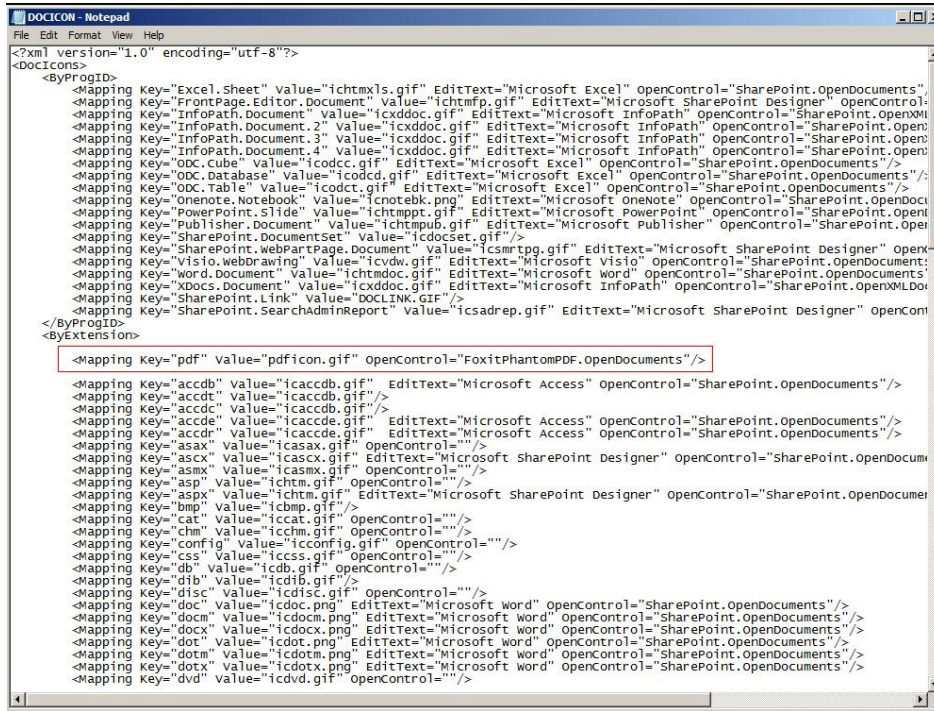 DOCICON - Notepad
File Edit Format View Help
<?xml version="1.0" encoding="utf-8"?>
<DocIcons>
<ByProgID>
<Mapping Key="Excel.Sheet" Value="ichtmxls.gif" EditText="Microsoft Excel" OpenControl="SharePoint.OpenDocuments"
<Mapping Key="FrontPage.Editor.Document" Value="ichtmfp.gif" EditText="Microsoft SharePoint Designer" OpenControl=
<Mapping Key="InfoPath.Document" Value="icxddoc.gif" EditText="Microsoft InfoPath" OpenControl="SharePoint.OpenXML
<Mapping Key="InfoPath.Document.2" Value="icxddoc.gif" EditText="Microsoft InfoPath" OpenControl="SharePoint.Open
<Mapping Key="InfoPath.Document.3" Value="icxddoc.gif" EditText="Microsoft InfoPath" OpenControl="SharePoint.Open
<Mapping Key="InfoPath.Document.4" Value="icxddoc.gif" EditText="Microsoft InfoPath" OpenControl="SharePoint.Open
<Mapping Key="ODC.Cube" Value="icodcc.gif" EditText="Microsoft Excel" OpenControl="SharePoint.OpenDocuments"/>
<Mapping Key="ODC.Database" Value="icodcd.gif" EditText="Microsoft Excel" OpenControl="SharePoint.OpenDocuments"/
<Mapping Key="ODC.Table" Value="icodct.gif" EditText="Microsoft Excel" OpenControl="SharePoint.OpenDocuments"/>
<Mapping Key="Onenote.Notebook" Value="icnotebk.png" EditText="Microsoft OneNote" OpenControl="SharePoint.OpenDocu
<Mapping Key="PowerPoint.Slide" Value="ichtmppt.gif" EditText="Microsoft PowerPoint" OpenControl="SharePoint.Open
<Mapping Key="Publisher.Document" Value="ichtmpub.gif" EditText="Microsoft Publisher" OpenControl="SharePoint.Open
<Mapping Key="SharePoint.DocumentSet" Value="icdocset.gif"/>
<Mapping Key="SharePoint.WebPartPage.Document" Value="icsmrtpg.gif" EditText="Microsoft SharePoint Designer" Open
<Mapping Key="Visio.WebDrawing" Value="icvdw.gif" EditText="Microsoft Visio" OpenControl="SharePoint.OpenDocuments
<Mapping Key="Word.Document" Value="ichtmdoc.gif" EditText="Microsoft Word" OpenControl="SharePoint.OpenDocuments"
<Mapping Key="XDocs.Document" Value="icxddoc.gif" EditText="Microsoft InfoPath" OpenControl="SharePoint.OpenXMLDoc
<Mapping Key="SharePoint.Link" Value="DOCLINK.GIF"/>
<Mapping Key="SharePoint.SearchAdminReport" Value="icsadrep.gif" EditText="Microsoft SharePoint Designer" OpenCont
</ByProgID>
<ByExtension>
<Mapping Key="pdf" Value="pdficon.gif" OpenControl="FoxitPhantomPDF.OpenDocuments"/>
<Mapping Key="accdb" Value="icaccdb.gif" EditText="Microsoft Access" OpenControl="SharePoint.OpenDocuments"/>
<Mapping Key="accdt" Value="icaccdb.gif"/>
<Mapping Key="accdc" Value="icaccdb.gif"/>
<Mapping Key="accde" Value="icaccde.gif" EditText="Microsoft Access" OpenControl="SharePoint.OpenDocuments"/>
<Mapping Key="accdr" Value="icaccde.gif" EditText="Microsoft Access" OpenControl="SharePoint.OpenDocuments"/>
<Mapping Key="asax" Value="icasax.gif" OpenControl=""/>
<Mapping Key="ascx" Value="icascx.gif" EditText="Microsoft SharePoint Designer" OpenControl="SharePoint.OpenDocume
<Mapping Key="asmx" Value="icasmx.gif" OpenControl=""/>
<Mapping Key="asp" Value="ichtm.gif" OpenControl=""/>
<Mapping Key="aspx" Value="ichtm.gif" EditText="Microsoft SharePoint Designer" OpenControl="SharePoint.OpenDocumen
<Mapping Key="bmp" Value="icbmp.gif"/>
<Mapping Key="cat" Value="iccat.gif" OpenControl=""/>
<Mapping Key="chm" Value="icchm.gif" OpenControl=""/>
<Mapping Key="config" Value="icconfig.gif" OpenControl=""/>
<Mapping Key="css" Value="iccss.gif" OpenControl=""/>
<Mapping Key="db" Value="icdb.gif" OpenControl=""/>
<Mapping Key="dib" Value="icdib.gif"/>
<Mapping Key="disc" Value="icdisc.gif" OpenControl=""/>
<Mapping Key="doc" Value="icdoc.png" EditText="Microsoft Word" OpenControl="SharePoint.OpenDocuments"/>
<Mapping Key="docm" Value="icdocm.png" EditText="Microsoft Word" OpenControl="SharePoint.OpenDocuments"/>
<Mapping Key="docx" Value="icdocx.png" EditText="Microsoft Word" OpenControl="SharePoint.OpenDocuments"/>
<Mapping Key="dot" Value="icdot.png" EditText="Microsoft Word" OpenControl="SharePoint.OpenDocuments"/>
<Mapping Key="dotm" Value="icdotm.png" EditText="Microsoft Word" OpenControl="SharePoint.OpenDocuments"/>
<Mapping Key="dotx" Value="icdotx.png" EditText="Microsoft Word" OpenControl="SharePoint.OpenDocuments"/>
<Mapping Key="dvd" Value="icdvd.gif" OpenControl=""/>